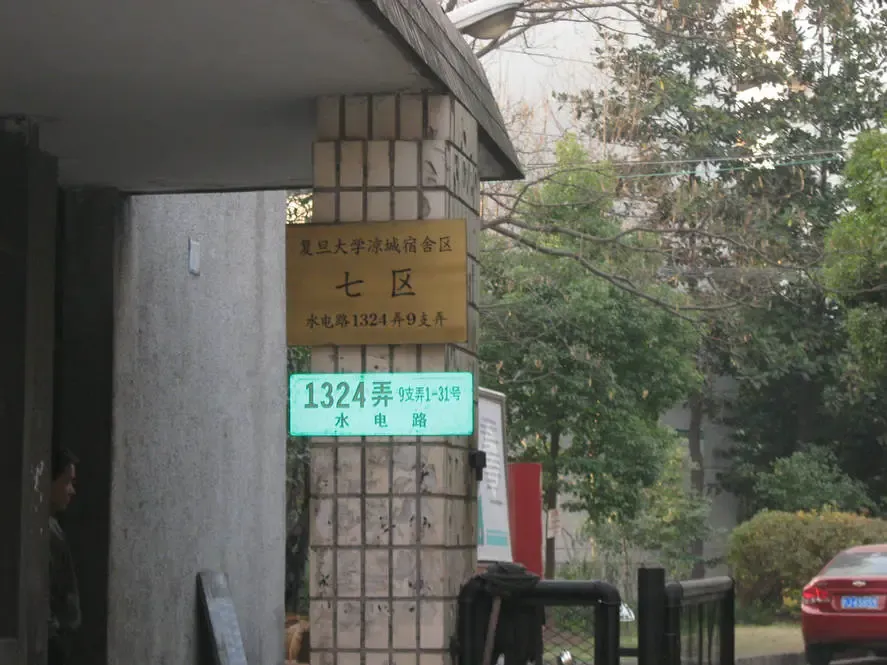 复旦大学凉城宿舍区
七区
水电路1324弄9支弄
1324弄 9支弄1-31号
水电路